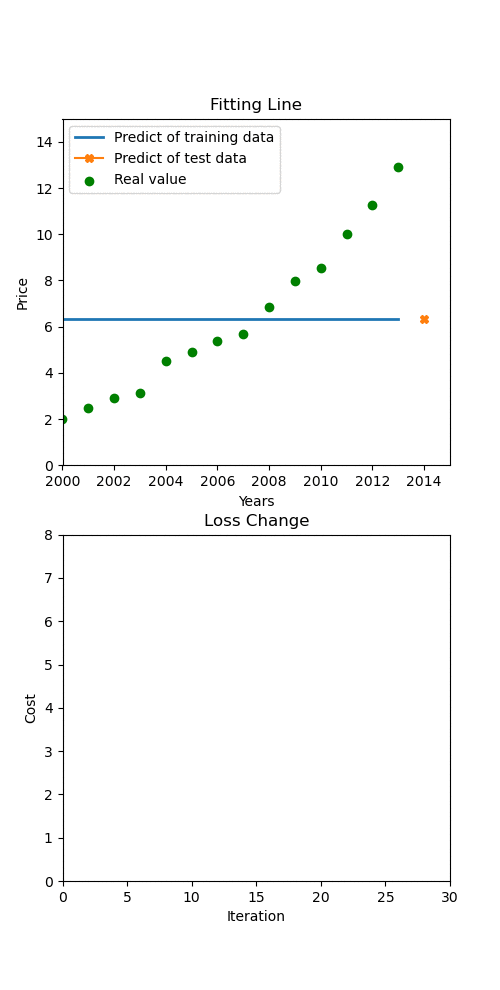 Fitting Line
Predict of training data
Predict of test data
Real value
14
12
10
8
6
4
2
0
Price
2000 2002 2004 2006 2008 2010 2012 2014
Years
Loss Change
8
7
6
5
4
3
2
1
0
Cost
0 5 10 15 20 25 30
Iteration